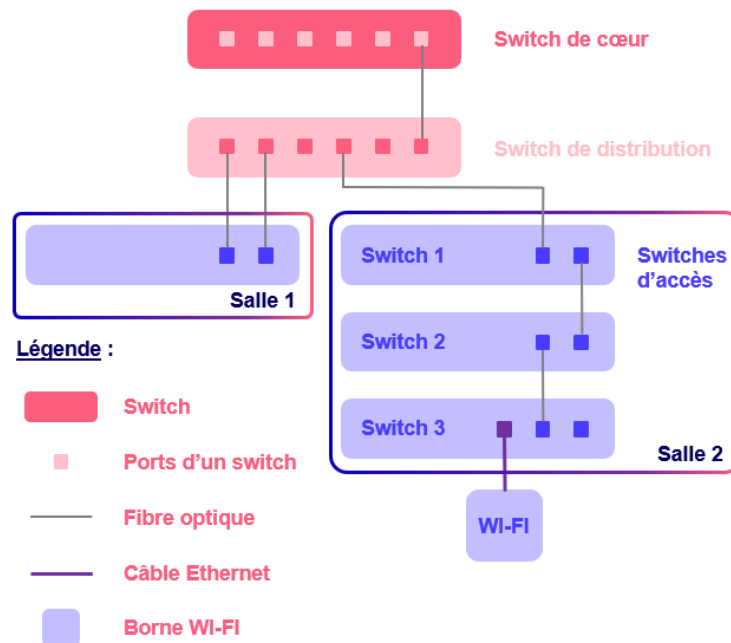 Switch de cœur
Switch de distribution
Switch 1
Switches
d'accès
Salle 1
Switch 2
Légende :
Switch
Switch 3
Salle 2
Ports d'un switch
Fibre optique
WI-FI
Câble Ethernet
Borne WI-FI